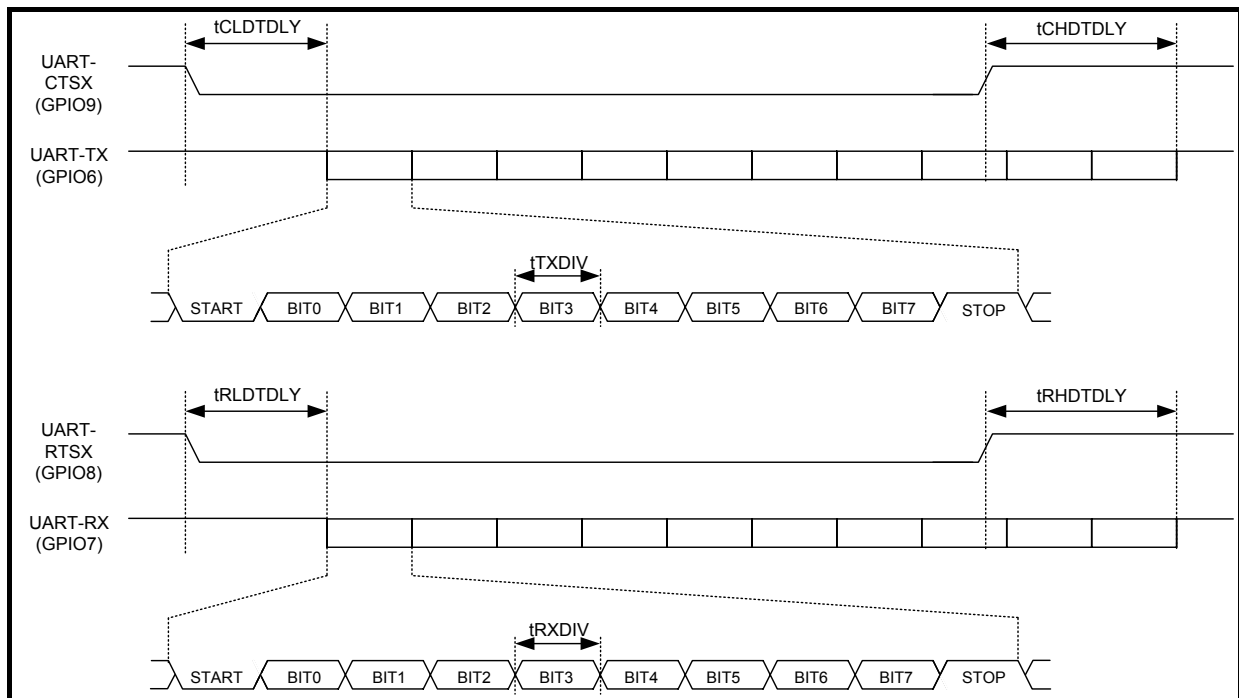 tCLDTDLY
tCHDTDLY
UART-
CTSX
(GPIO9)
UART-TX
(GPIO6)
tTXDIV
START BIT0 BIT1 BIT2 BIT3 BIT4 BIT5 BIT6 BIT7 STOP
tRLDTDLY
tRHDTDLY
UART-
RTSX
(GPIO8)
UART-RX
(GPIO7)
tRXDIV
START BIT0 BIT1 BIT2 BIT3 BIT4 BIT5 BIT6 BIT7 STOP